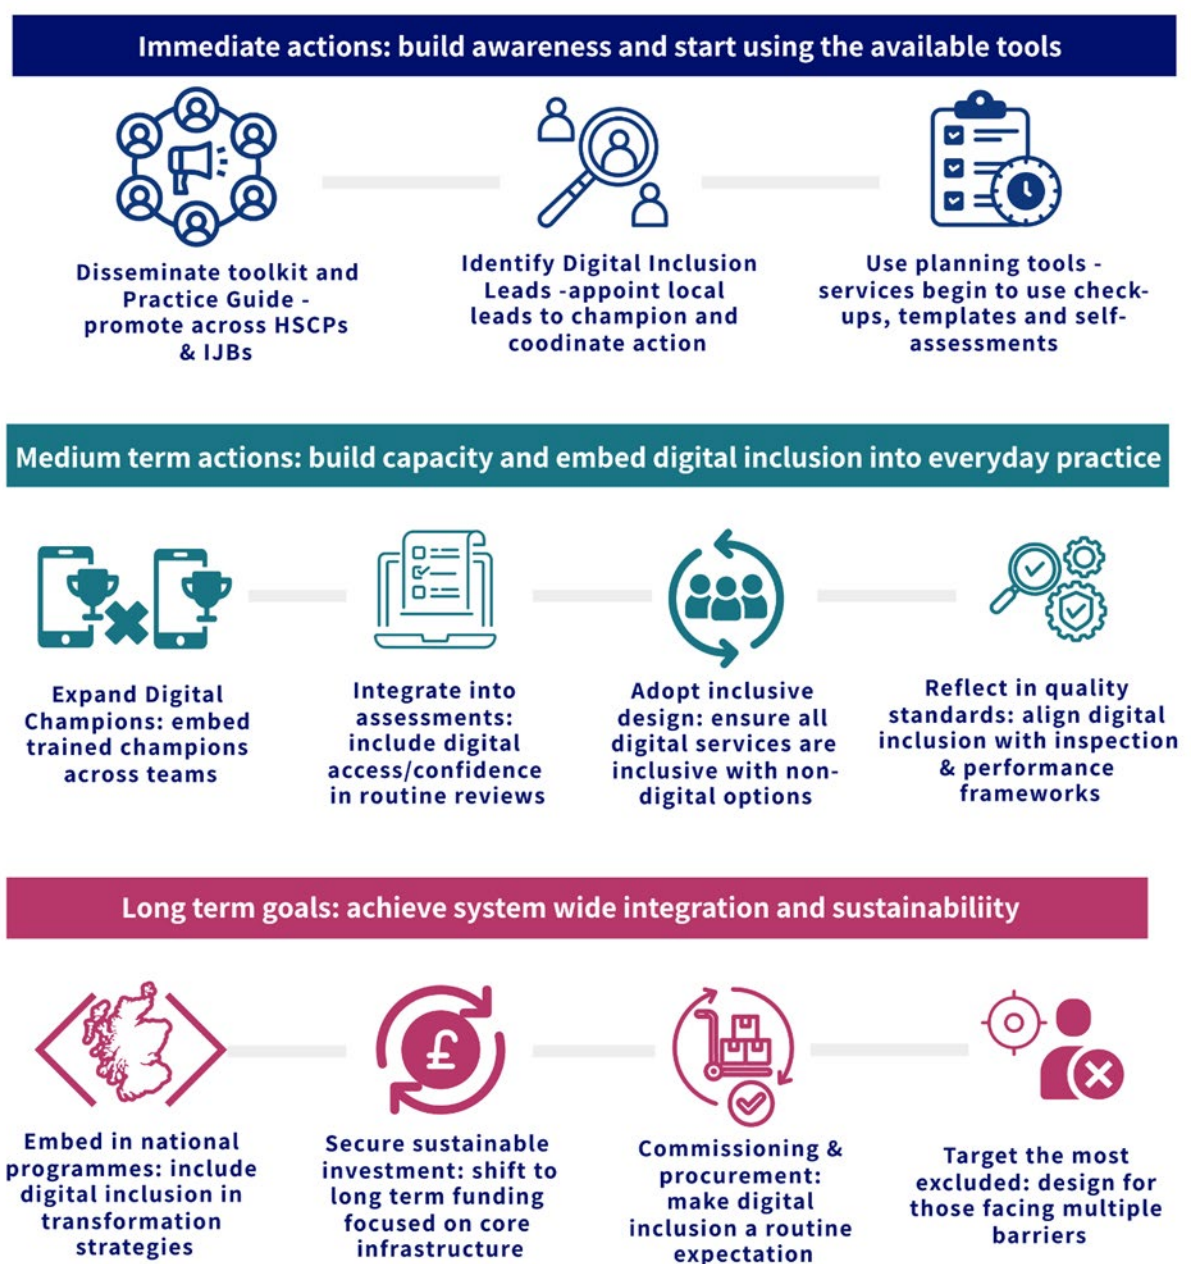 Immediate actions: build awareness and start using the available tools
Disseminate toolkit and
Practice Guide -
promote across HSCPs
& IJBs
Identify Digital Inclusion
Leads -appoint local
leads to champion and
coodinate action
Use planning tools -
services begin to use check-
ups, templates and self-
assessments
Medium term actions: build capacity and embed digital inclusion into everyday practice
Expand Digital
Champions: embed
trained champions
across teams
Integrate into
assessments:
include digital
access/confidence
in routine reviews
Adopt inclusive
design: ensure all
digital services are
inclusive with non-
digital options
Reflect in quality
standards: align digital
inclusion with inspection
& performance
frameworks
Long term goals: achieve system wide integration and sustainabiliity
£
Embed in national
programmes: include
digital inclusion in
transformation
strategies
Secure sustainable
investment: shift to
long term funding
focused on core
infrastructure
Commissioning &
procurement:
make digital
inclusion a routine
expectation
Target the most
excluded: design for
those facing multiple
barriers